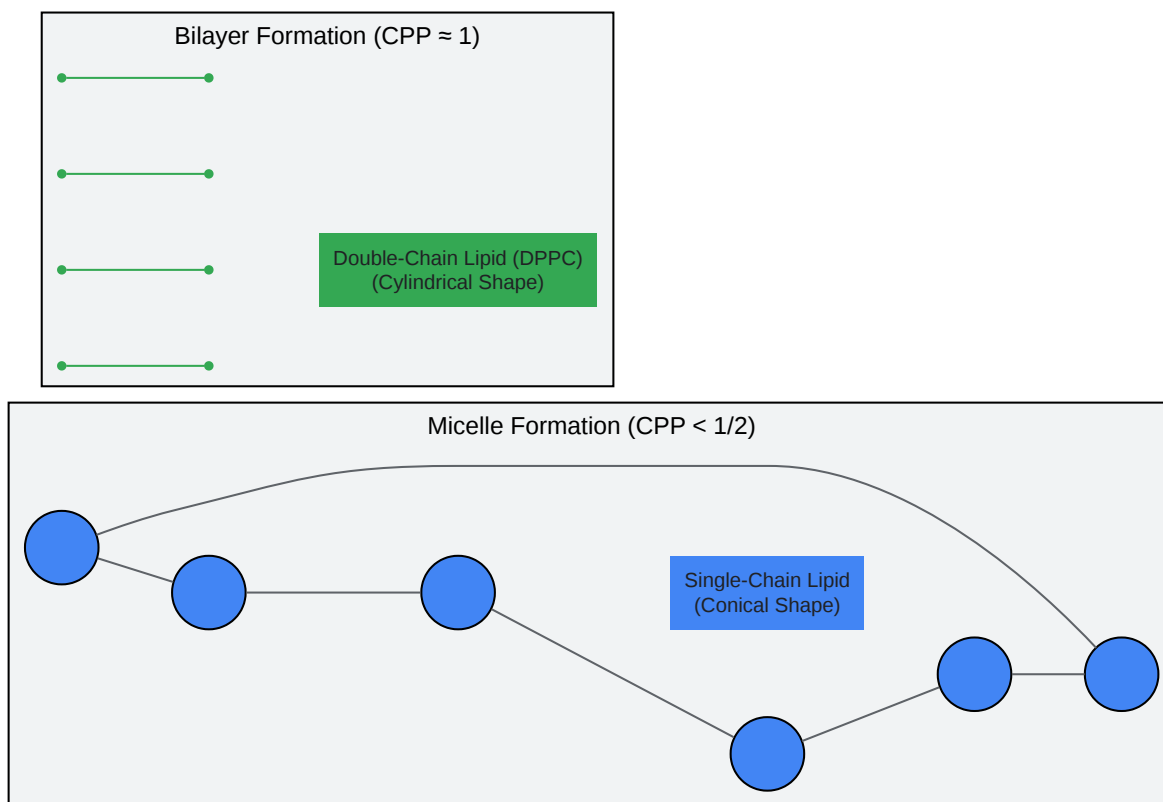 Bilayer Formation (CPP ≈ 1)
Double-Chain Lipid (DPPC)
(Cylindrical Shape)
Micelle Formation (CPP < 1/2)
Single-Chain Lipid
(Conical Shape)